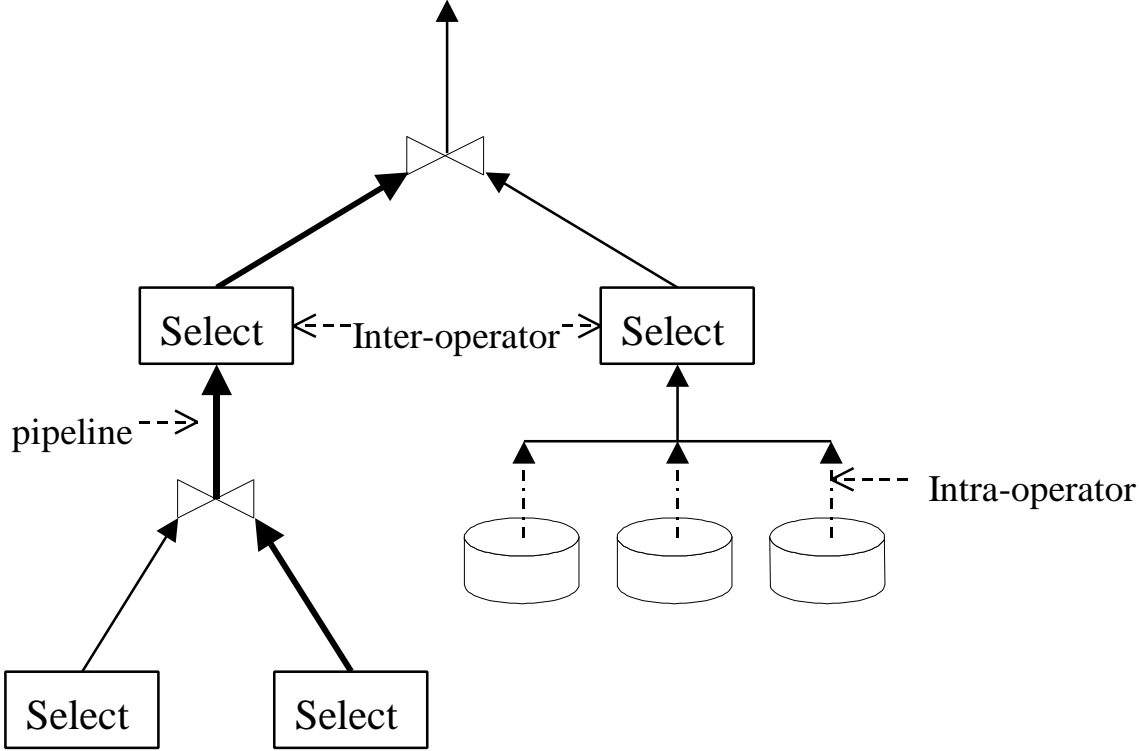 Select
Inter-operator
Select
pipeline
Intra-operator
Select
Select